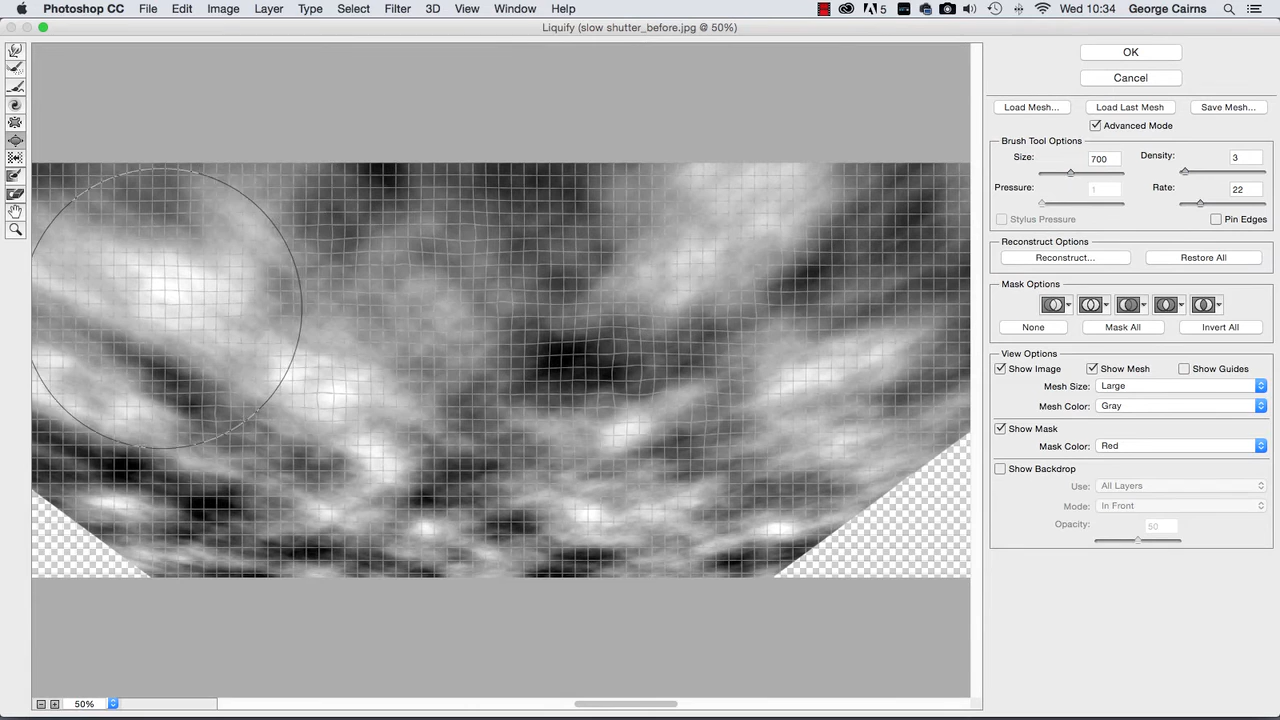 Photoshop CC File Edit Image Layer Type Select Filter 3D View Window Help 5 Wed 10:34 George Cairns
Liquify (slow shutter_before.jpg @ 50%)
OK
Cancel
Load Mesh... Load Last Mesh Save Mesh...
Advanced Mode
Brush Tool Options
Size: 700 Density: 3
Pressure: 1 Rate: 22
Stylus Pressure Pin Edges
Reconstruct Options
Reconstruct... Restore All
Mask Options
None Mask All Invert All
View Options
Show Image Show Mesh Show Guides
Mesh Size: Large
Mesh Color: Gray
Show Mask
Mask Color: Red
Show Backdrop
Use: All Layers
Mode: In Front
Opacity: 50
50%